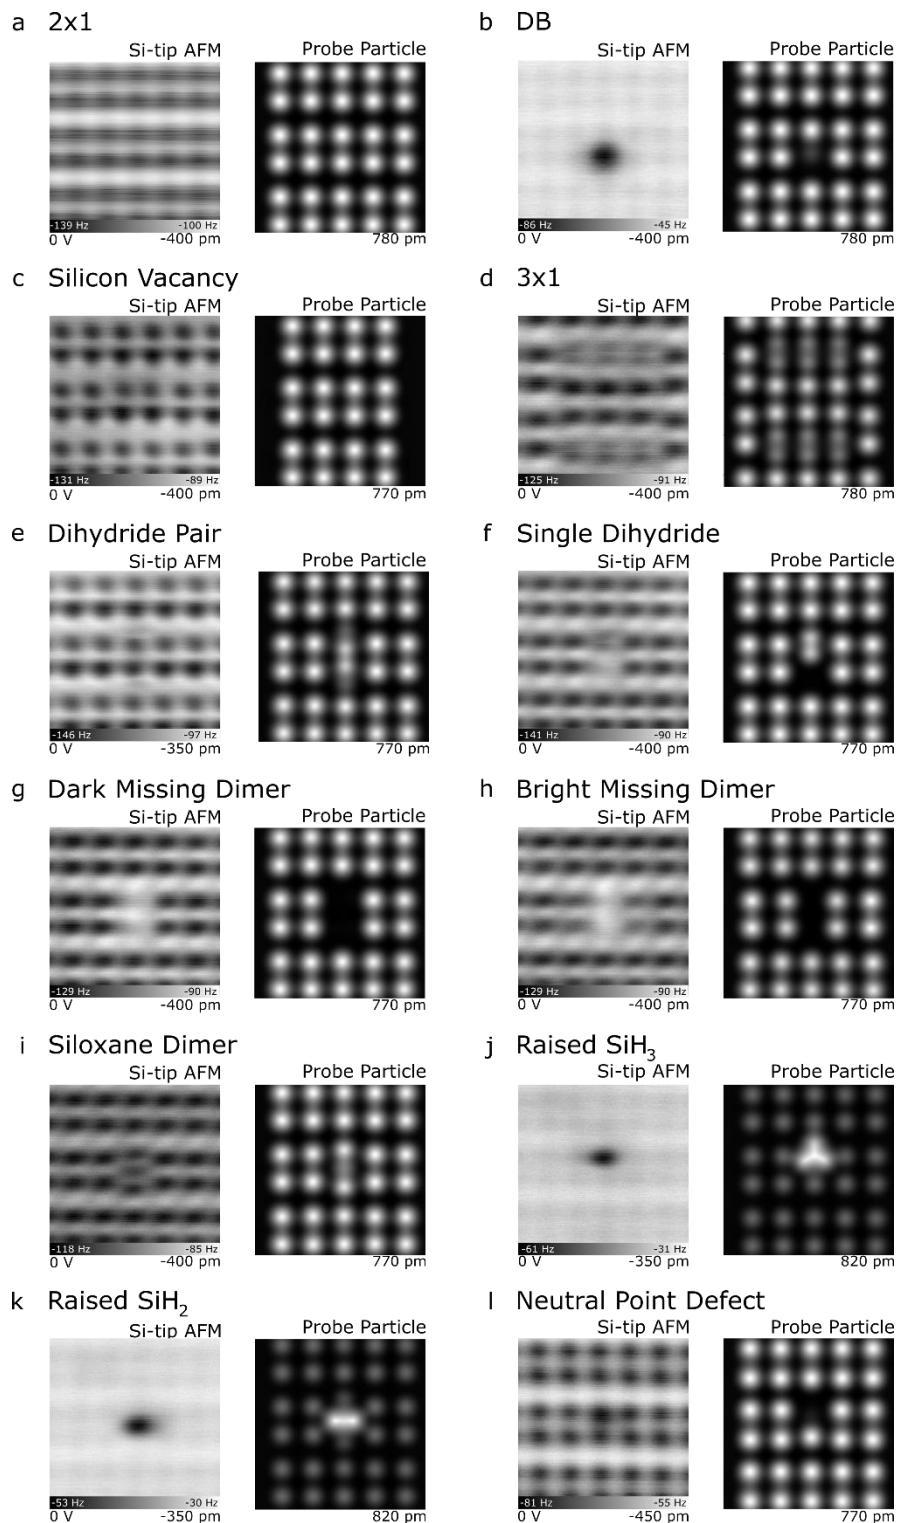 a 2x1
Si-tip AFM Probe Particle
-139 Hz -100 Hz
0 V -400 pm 780 pm
b DB
Si-tip AFM Probe Particle
-86 Hz -45 Hz
0 V -400 pm 780 pm
c Silicon Vacancy
Si-tip AFM Probe Particle
-131 Hz -89 Hz
0 V -400 pm 770 pm
d 3x1
Si-tip AFM Probe Particle
-125 Hz -91 Hz
0 V -400 pm 780 pm
e Dihydride Pair
Si-tip AFM Probe Particle
-146 Hz -97 Hz
0 V -350 pm 770 pm
f Single Dihydride
Si-tip AFM Probe Particle
-141 Hz -90 Hz
0 V -400 pm 770 pm
g Dark Missing Dimer
Si-tip AFM Probe Particle
-129 Hz -90 Hz
0 V -400 pm 770 pm
h Bright Missing Dimer
Si-tip AFM Probe Particle
-129 Hz -90 Hz
0 V -400 pm 770 pm
i Siloxane Dimer
Si-tip AFM Probe Particle
-118 Hz -85 Hz
0 V -400 pm 770 pm
j Raised SiH₃
Si-tip AFM Probe Particle
-61 Hz -31 Hz
0 V -350 pm 820 pm
k Raised SiH₂
Si-tip AFM Probe Particle
-53 Hz -30 Hz
0 V -350 pm 820 pm
l Neutral Point Defect
Si-tip AFM Probe Particle
-81 Hz -55 Hz
0 V -450 pm 770 pm